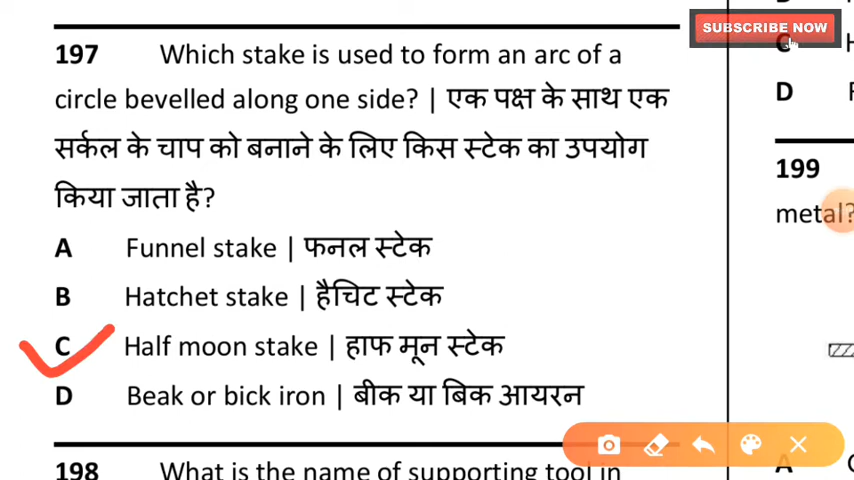 SUBSCRIBE NOW
197 Which stake is used to form an arc of a
circle bevelled along one side? | एक पक्ष के साथ एक
सर्कल के चाप को बनाने के लिए किस स्टेक का उपयोग
किया जाता है?
A Funnel stake | फनल स्टेक
B Hatchet stake | हैचिट स्टेक
C Half moon stake | हाफ मून स्टेक
D Beak or bick iron | बीक या बिक आयरन
198 What is the name of supporting tool in
C H
D
199
metal?
A